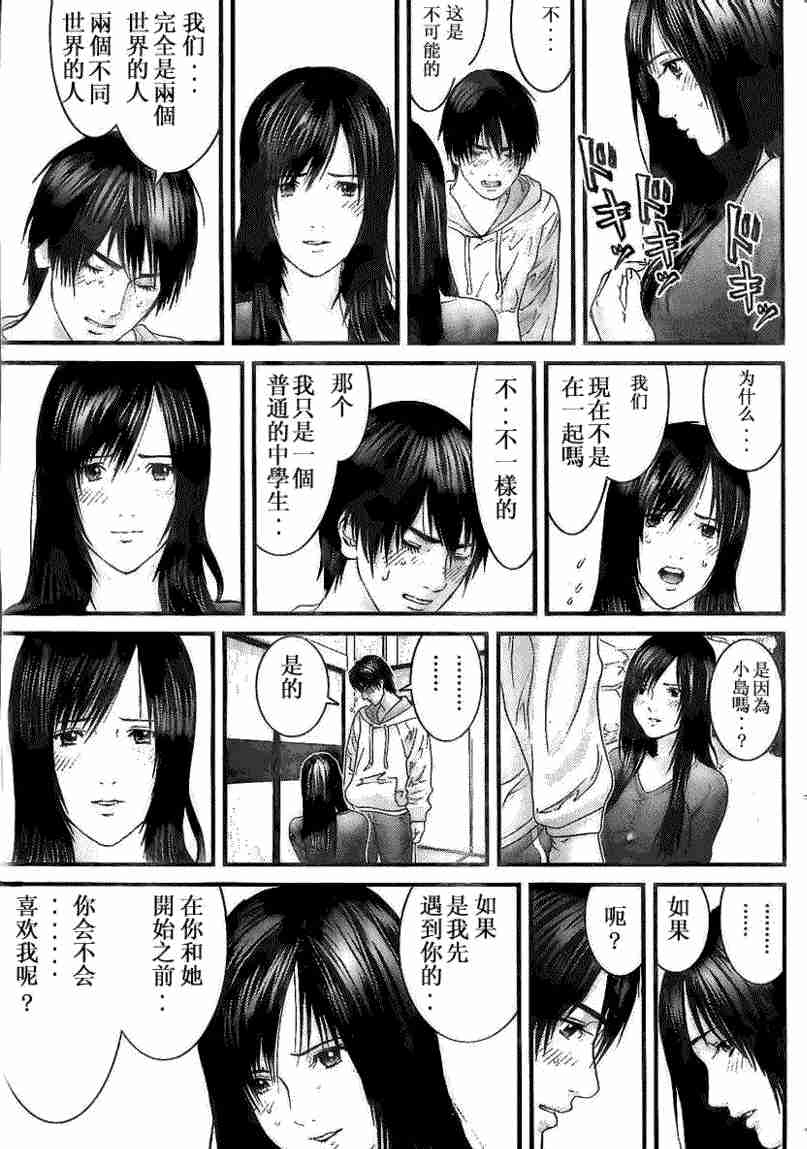 ズキッ
ズキッ
ズキッ
不...
这是
不可能的
我们...
完全是兩個
世界的人
兩個不同
世界的人
为什么...
我们
現在不是
在一起嗎
不..不一樣的
那个
我只是一個
普通的中學生..
是因為
小島嗎..?
......
是的
......
如果
呃?
如果
是我先
遇到你的..
在你和她
開始之前
......
你会不会
喜欢我呢?